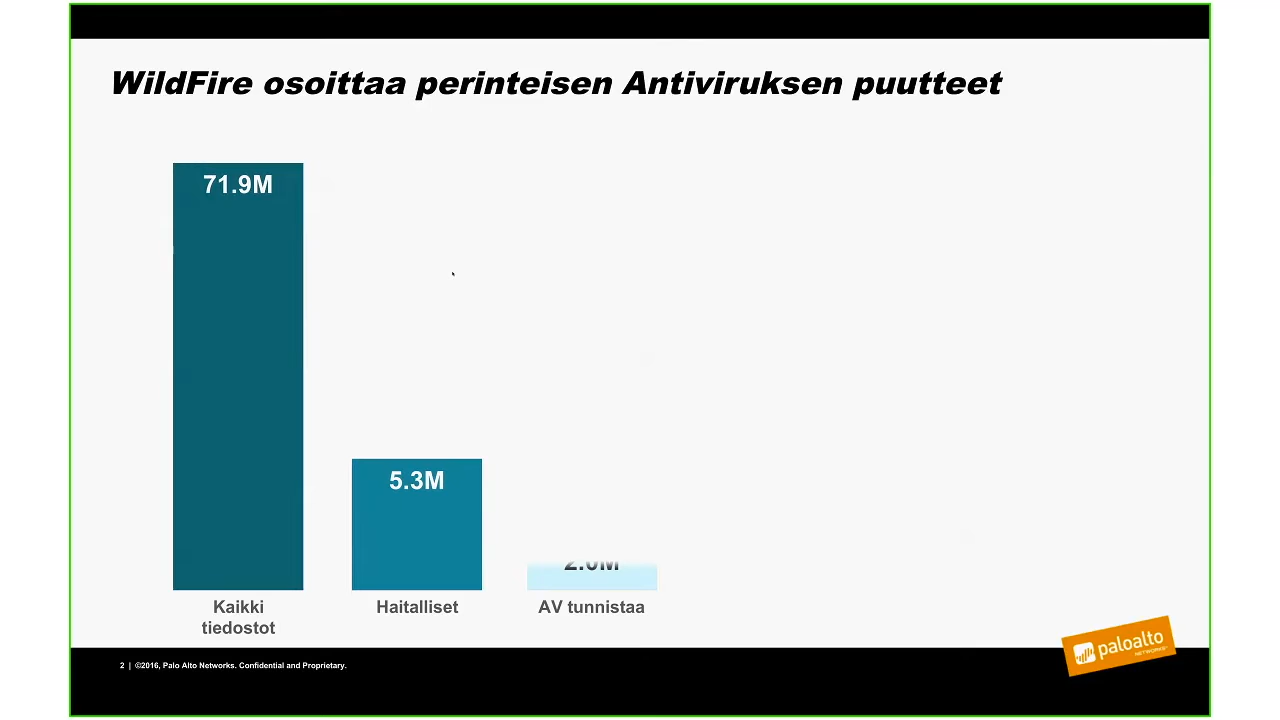 WildFire osoittaa perinteisen Antiviruksen puutteet
71.9M
5.3M
Kaikki
tiedostot
Haitalliset
AV tunnistaa
2 | ©2016, Palo Alto Networks. Confidential and Proprietary.
paloalto
NETWORKS